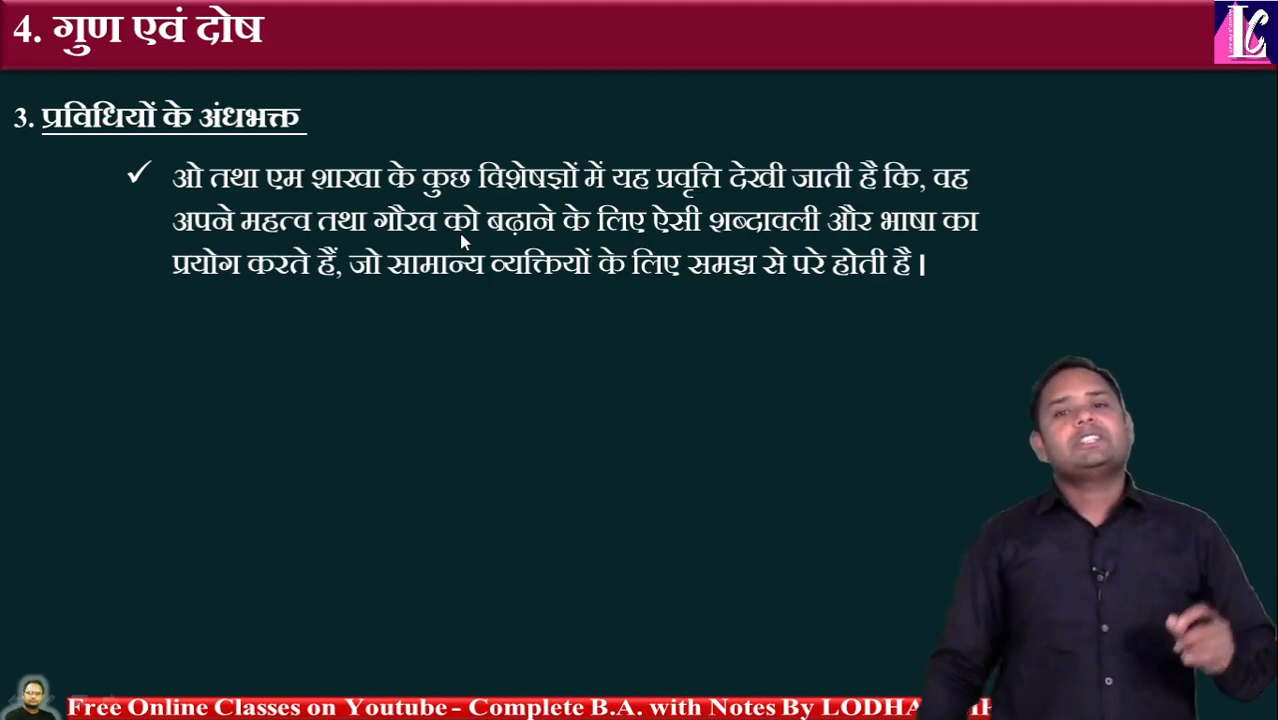 4. गुण एवं दोष
LC
3. प्रविधियों के अंधभक्त
✓ ओ तथा एम शाखा के कुछ विशेषज्ञों में यह प्रवृत्ति देखी जाती है कि, वह
अपने महत्व तथा गौरव को बढ़ाने के लिए ऐसी शब्दावली और भाषा का
प्रयोग करते हैं, जो सामान्य व्यक्तियों के लिए समझ से परे होती है ।
Free Online Classes on Youtube - Complete B.A. with Notes By LODHA